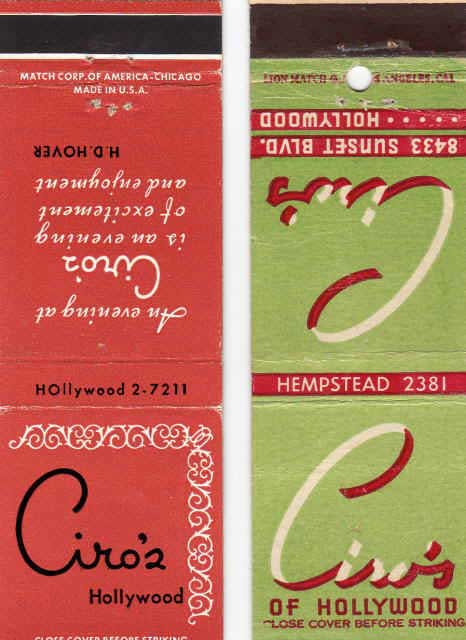 MATCH CORP. OF AMERICA-CHICAGO
MADE IN U.S.A.
An evening at
Ciro's
is an evening
of excitement
and enjoyment
H.D. HOVER
HOllywood 2-7211
Ciro's
Hollywood
CLOSE COVER BEFORE STRIKING
LION MATCH
ANGELES, CAL
Ciro's
8433 SUNSET BLVD.
HOLLYWOOD
HEMPSTEAD 2381
Ciro's
OF HOLLYWOOD
CLOSE COVER BEFORE STRIKING